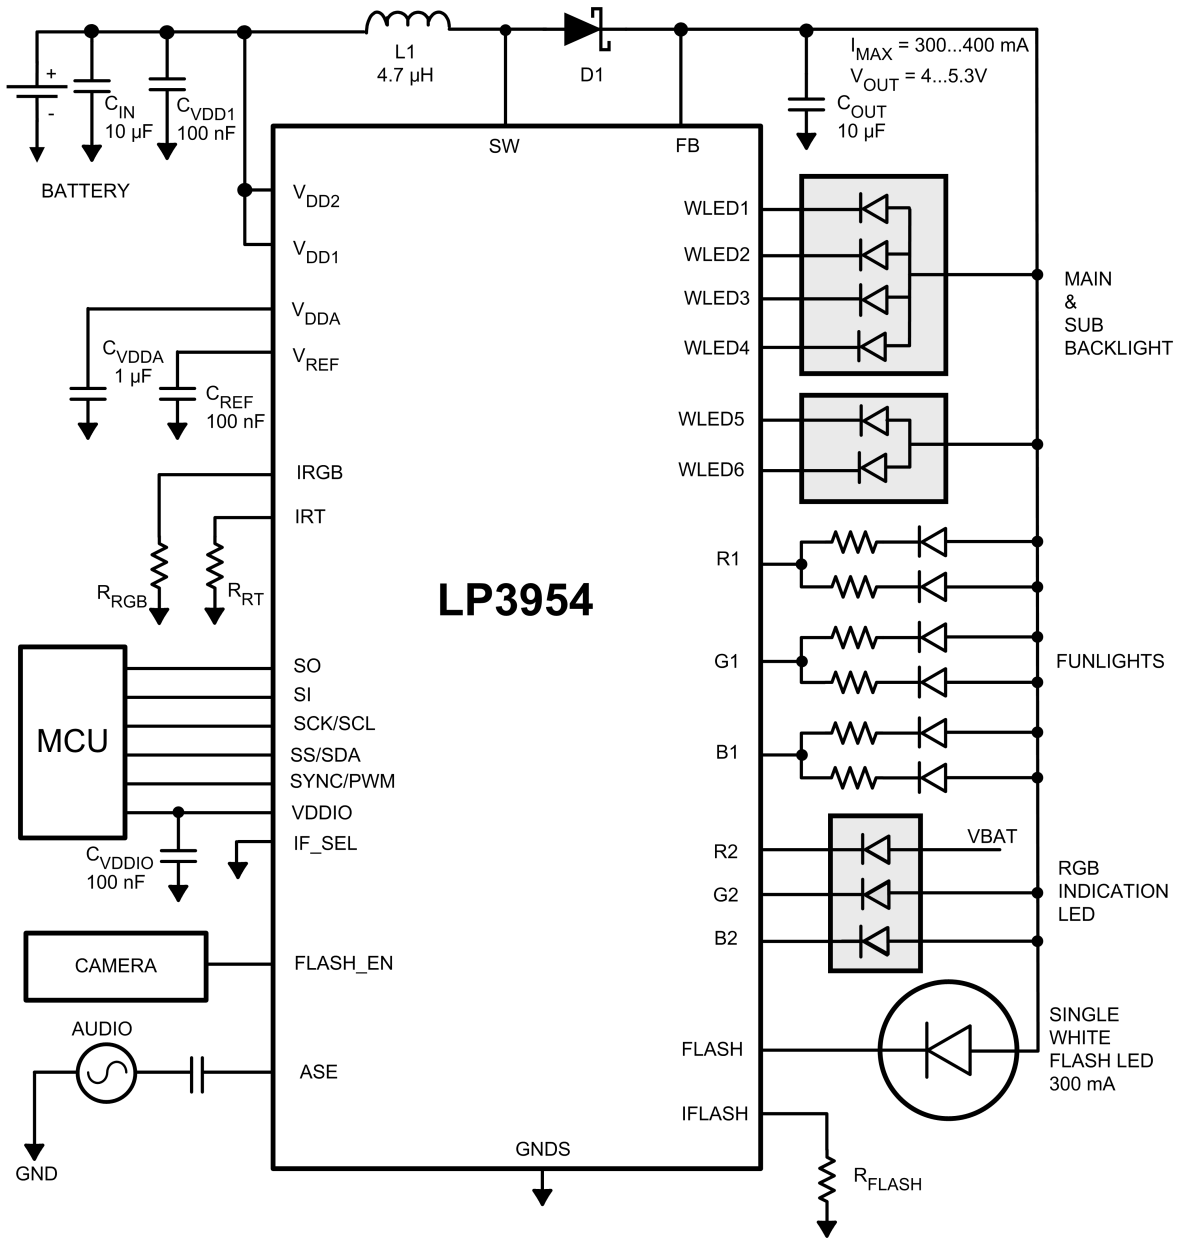 L1
4.7 µH
D1
IMAX = 300...400 mA
VOUT = 4...5.3V
+
-
CIN
10 µF
CVDD1
100 nF
COUT
10 µF
BATTERY
SW
FB
VDD2
VDD1
VDDA
VREF
CVDDA
1 µF
CREF
100 nF
IRGB
IRT
RRGB
RRT
LP3954
WLED1
WLED2
WLED3
WLED4
MAIN
&
SUB
BACKLIGHT
WLED5
WLED6
R1
G1
B1
FUNLIGHTS
MCU
SO
SI
SCK/SCL
SS/SDA
SYNC/PWM
VDDIO
IF_SEL
CVDDIO
100 nF
R2
G2
B2
VBAT
RGB
INDICATION
LED
CAMERA
FLASH_EN
AUDIO
ASE
GND
FLASH
SINGLE
WHITE
FLASH LED
300 mA
IFLASH
RFLASH
GNDS